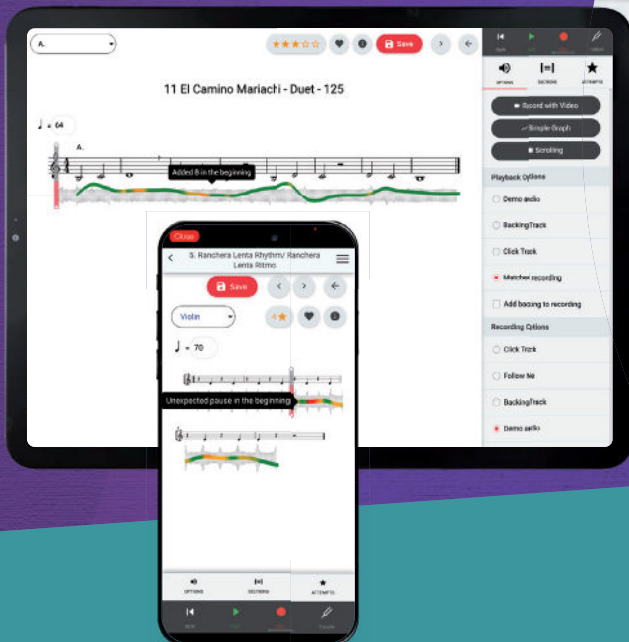 A.
Save
11 El Camino Mariachi - Duet - 125
= 64
A.
Added B in the beginning
OPTIONS
SECTIONS
ATTEMPTS
Record with Video
Simple Graph
Scrolling
Playback Options
Demo audio
BackingTrack
Click Track
Matches recording
Add backing to recording
Recording Options
Click Track
Follow Me
BackingTrack
Demo audio
Close
5. Ranchera Lenta Rhythm/ Ranchera
Lenta Ritmo
Save
Violin
4
= 70
Unexpected pause in the beginning
OPTIONS
SECTIONS
ATTEMPTS